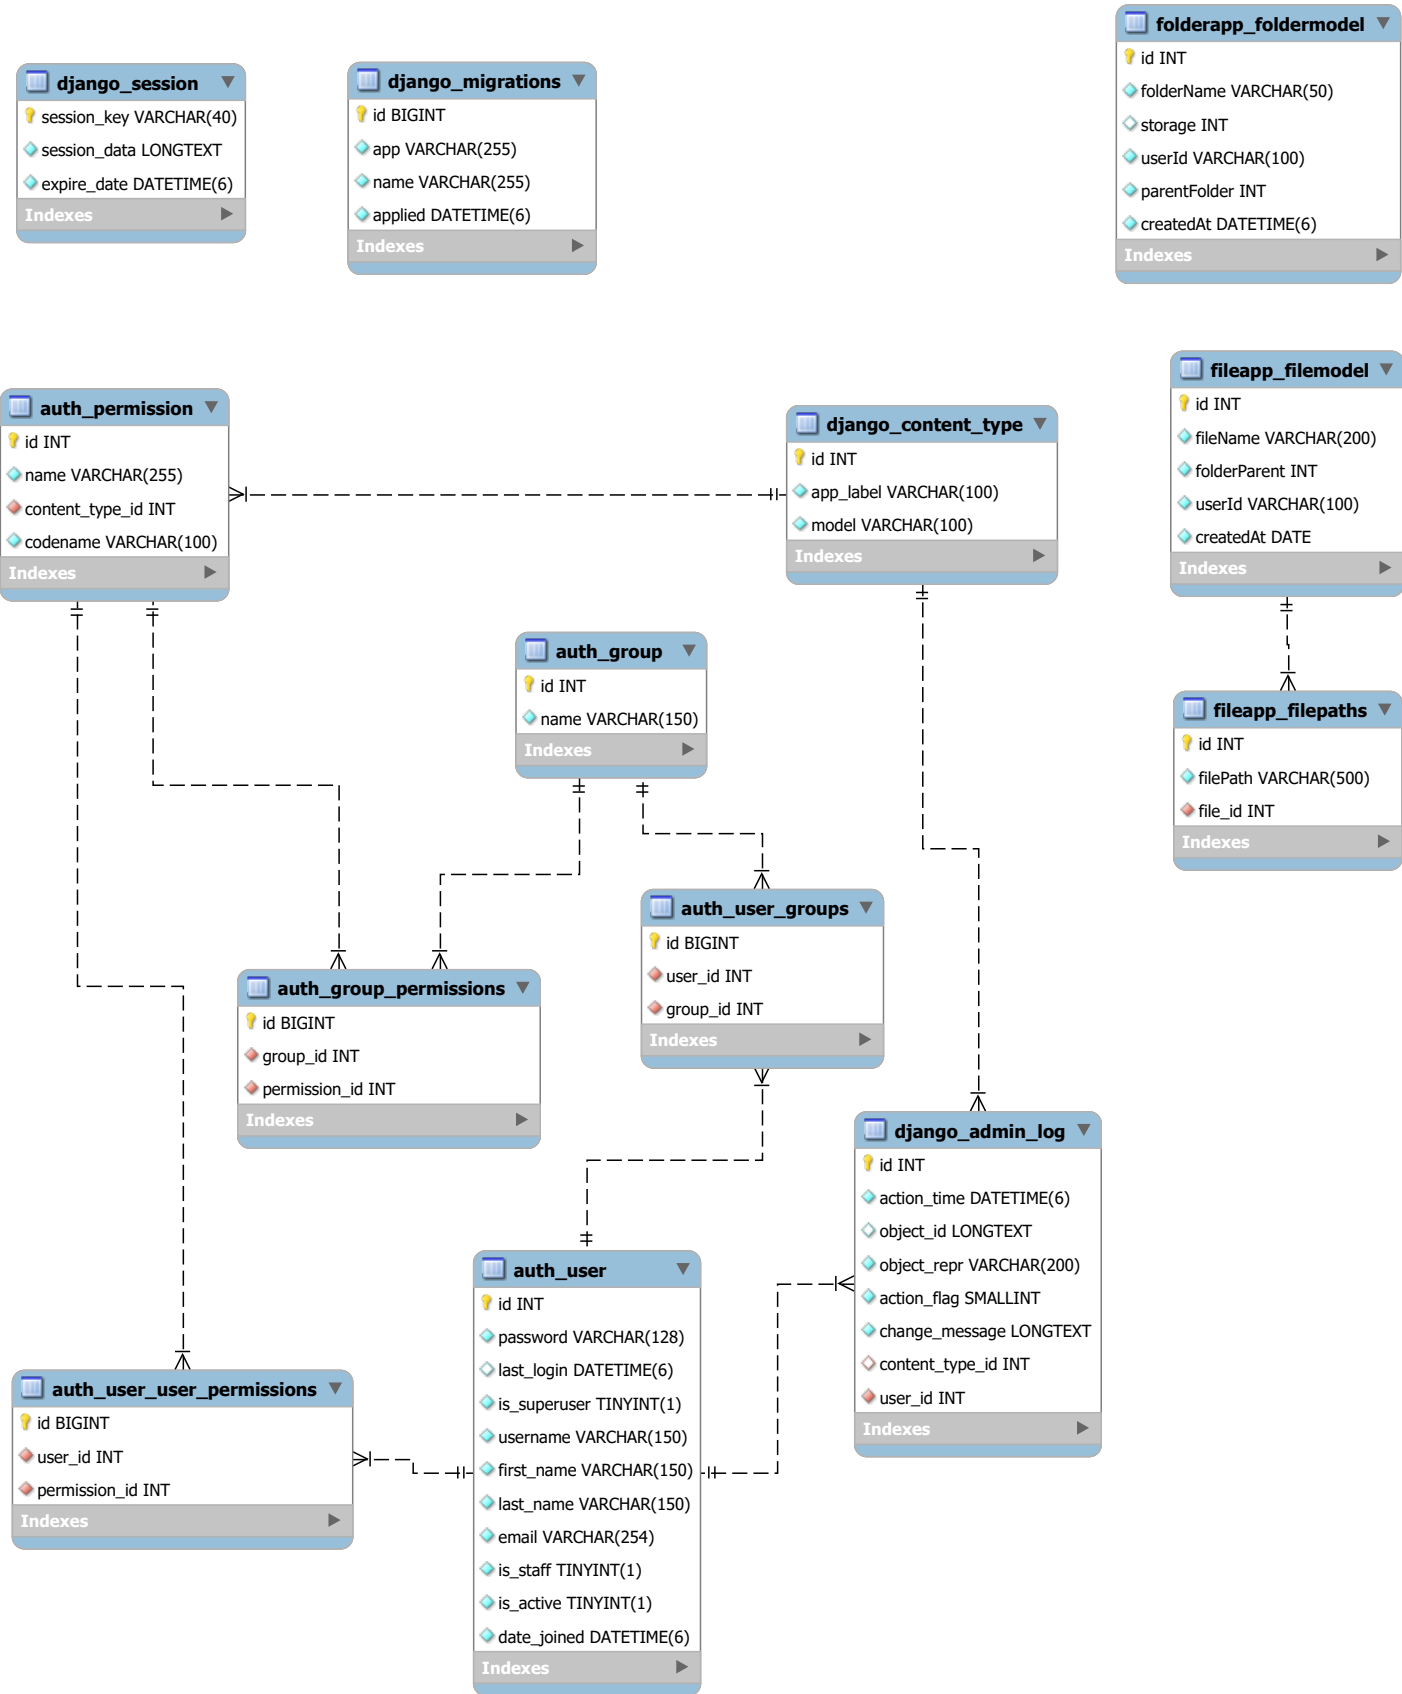 django_session
session_key VARCHAR(40)
session_data LONGTEXT
expire_date DATETIME(6)
Indexes
django_migrations
id BIGINT
app VARCHAR(255)
name VARCHAR(255)
applied DATETIME(6)
Indexes
folderapp_foldermodel
id INT
folderName VARCHAR(50)
storage INT
userId VARCHAR(100)
parentFolder INT
createdAt DATETIME(6)
Indexes
auth_permission
id INT
name VARCHAR(255)
content_type_id INT
codename VARCHAR(100)
Indexes
django_content_type
id INT
app_label VARCHAR(100)
model VARCHAR(100)
Indexes
fileapp_filemodel
id INT
fileName VARCHAR(200)
folderParent INT
userId VARCHAR(100)
createdAt DATE
Indexes
auth_group
id INT
name VARCHAR(150)
Indexes
fileapp_filepaths
id INT
filePath VARCHAR(500)
file_id INT
Indexes
auth_user_groups
id BIGINT
user_id INT
group_id INT
Indexes
auth_group_permissions
id BIGINT
group_id INT
permission_id INT
Indexes
django_admin_log
id INT
action_time DATETIME(6)
object_id LONGTEXT
object_repr VARCHAR(200)
action_flag SMALLINT
change_message LONGTEXT
content_type_id INT
user_id INT
Indexes
auth_user
id INT
password VARCHAR(128)
last_login DATETIME(6)
is_superuser TINYINT(1)
username VARCHAR(150)
first_name VARCHAR(150)
last_name VARCHAR(150)
email VARCHAR(254)
is_staff TINYINT(1)
is_active TINYINT(1)
date_joined DATETIME(6)
Indexes
auth_user_user_permissions
id BIGINT
user_id INT
permission_id INT
Indexes